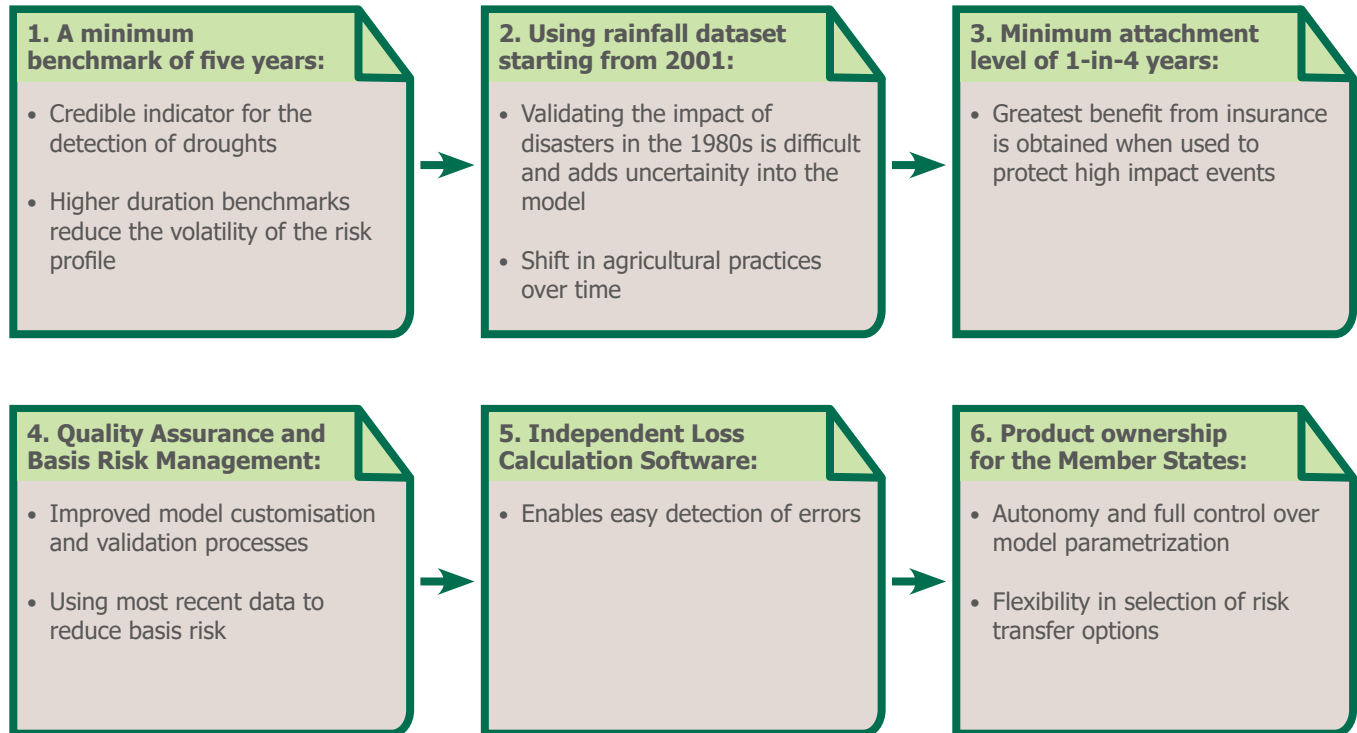 1. A minimum
benchmark of five years:
• Credible indicator for the
detection of droughts
• Higher duration benchmarks
reduce the volatility of the risk
profile
2. Using rainfall dataset
starting from 2001:
• Validating the impact of
disasters in the 1980s is difficult
and adds uncertainity into the
model
• Shift in agricultural practices
over time
3. Minimum attachment
level of 1-in-4 years:
• Greatest benefit from insurance
is obtained when used to
protect high impact events
4. Quality Assurance and
Basis Risk Management:
• Improved model customisation
and validation processes
• Using most recent data to
reduce basis risk
5. Independent Loss
Calculation Software:
• Enables easy detection of errors
6. Product ownership
for the Member States:
• Autonomy and full control over
model parametrization
• Flexibility in selection of risk
transfer options